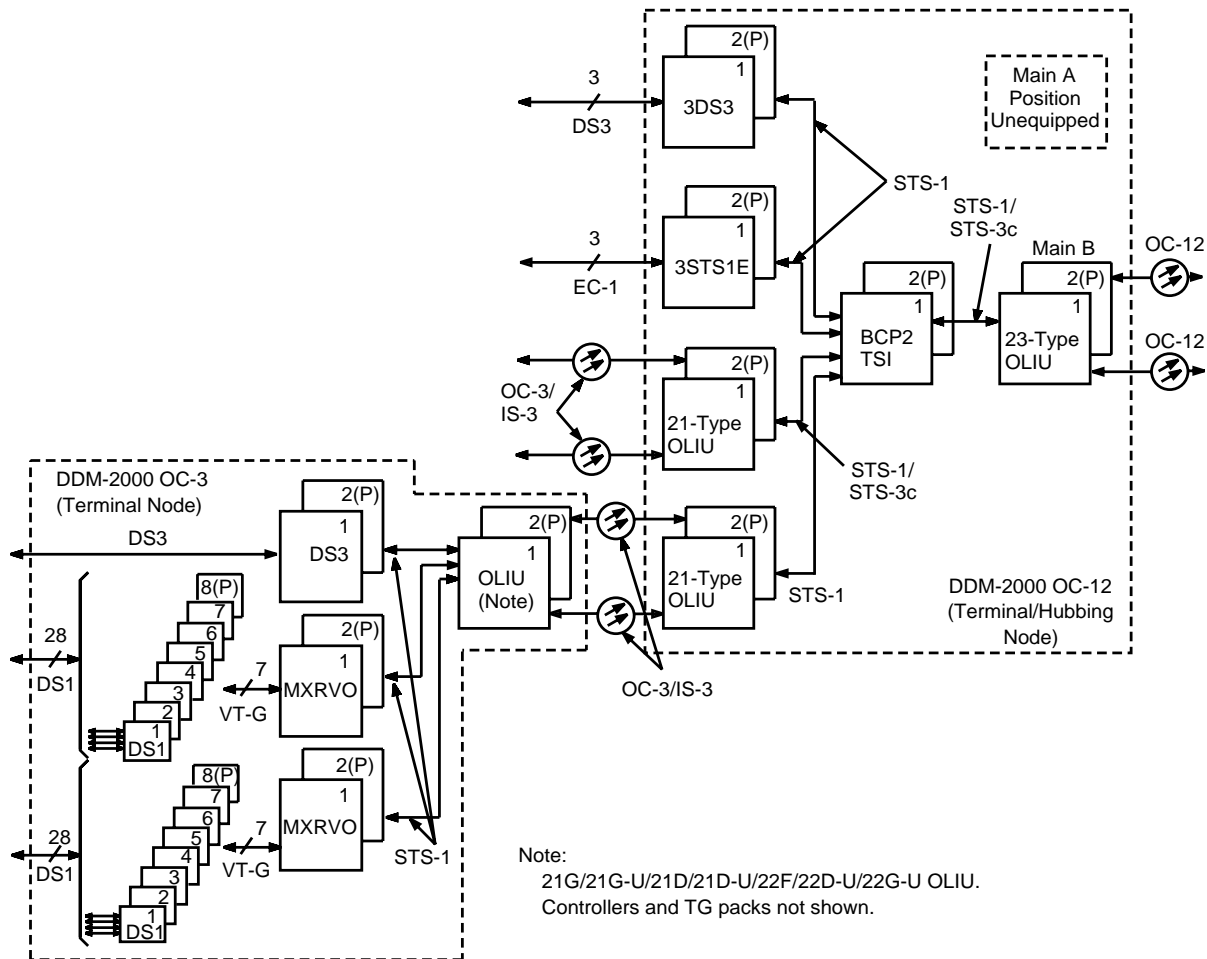 2(P)
1
3DS3
3
DS3
Main A
Position
Unequipped
STS-1
2(P)
1
3STS1E
3
EC-1
STS-1/
STS-3c
Main B
OC-12
2(P)
1
BCP2
TSI
2(P)
1
23-Type
OLIU
OC-12
OC-3/
IS-3
2(P)
1
21-Type
OLIU
STS-1/
STS-3c
DDM-2000 OC-3
(Terminal Node)
DS3
2(P)
1
DS3
2(P)
1
OLIU
(Note)
2(P)
1
21-Type
OLIU
STS-1
DDM-2000 OC-12
(Terminal/Hubbing
Node)
OC-3/IS-3
28
DS1
8(P)
7
6
5
4
3
2
1
DS1
7
VT-G
2(P)
1
MXRVO
28
DS1
8(P)
7
6
5
4
3
2
1
DS1
7
VT-G
2(P)
1
MXRVO
STS-1
Note:
21G/21G-U/21D/21D-U/22F/22D-U/22G-U OLIU.
Controllers and TG packs not shown.